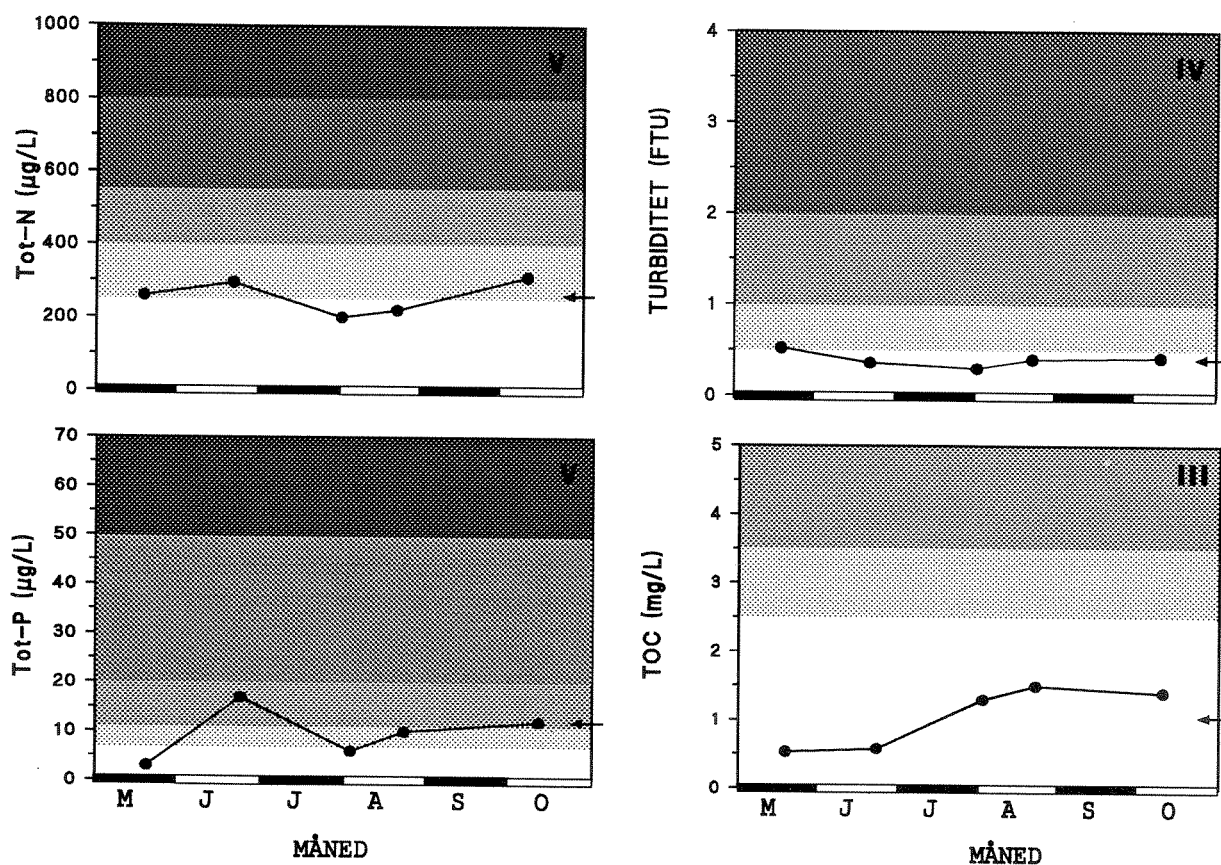 1000
800
600
400
200
0
Tot-N (µg/L)
V
4
3
2
1
0
TURBIDITET (FTU)
IV
70
60
50
40
30
20
10
0
Tot-P (µg/L)
V
M J J A S O
MÅNED
5
4
3
2
1
0
TOC (mg/L)
III
M J J A S O
MÅNED